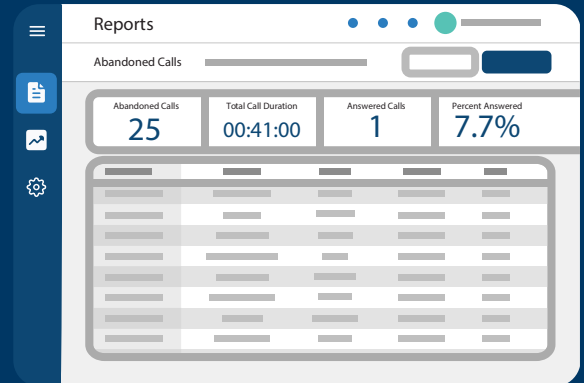 Reports
Abandoned Calls
Abandoned Calls
Total Call Duration
Answered Calls
Percent Answered
25
00:41:00
1
7.7%